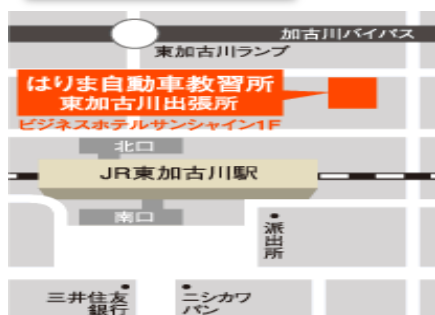 加古川バイパス
東加古川ランプ
はりま自動車教習所
東加古川出張所
ビジネスホテルサンシャイン1F
北口
JR東加古川駅
南口
派出所
三井住友
銀行
ニシカワ
パン